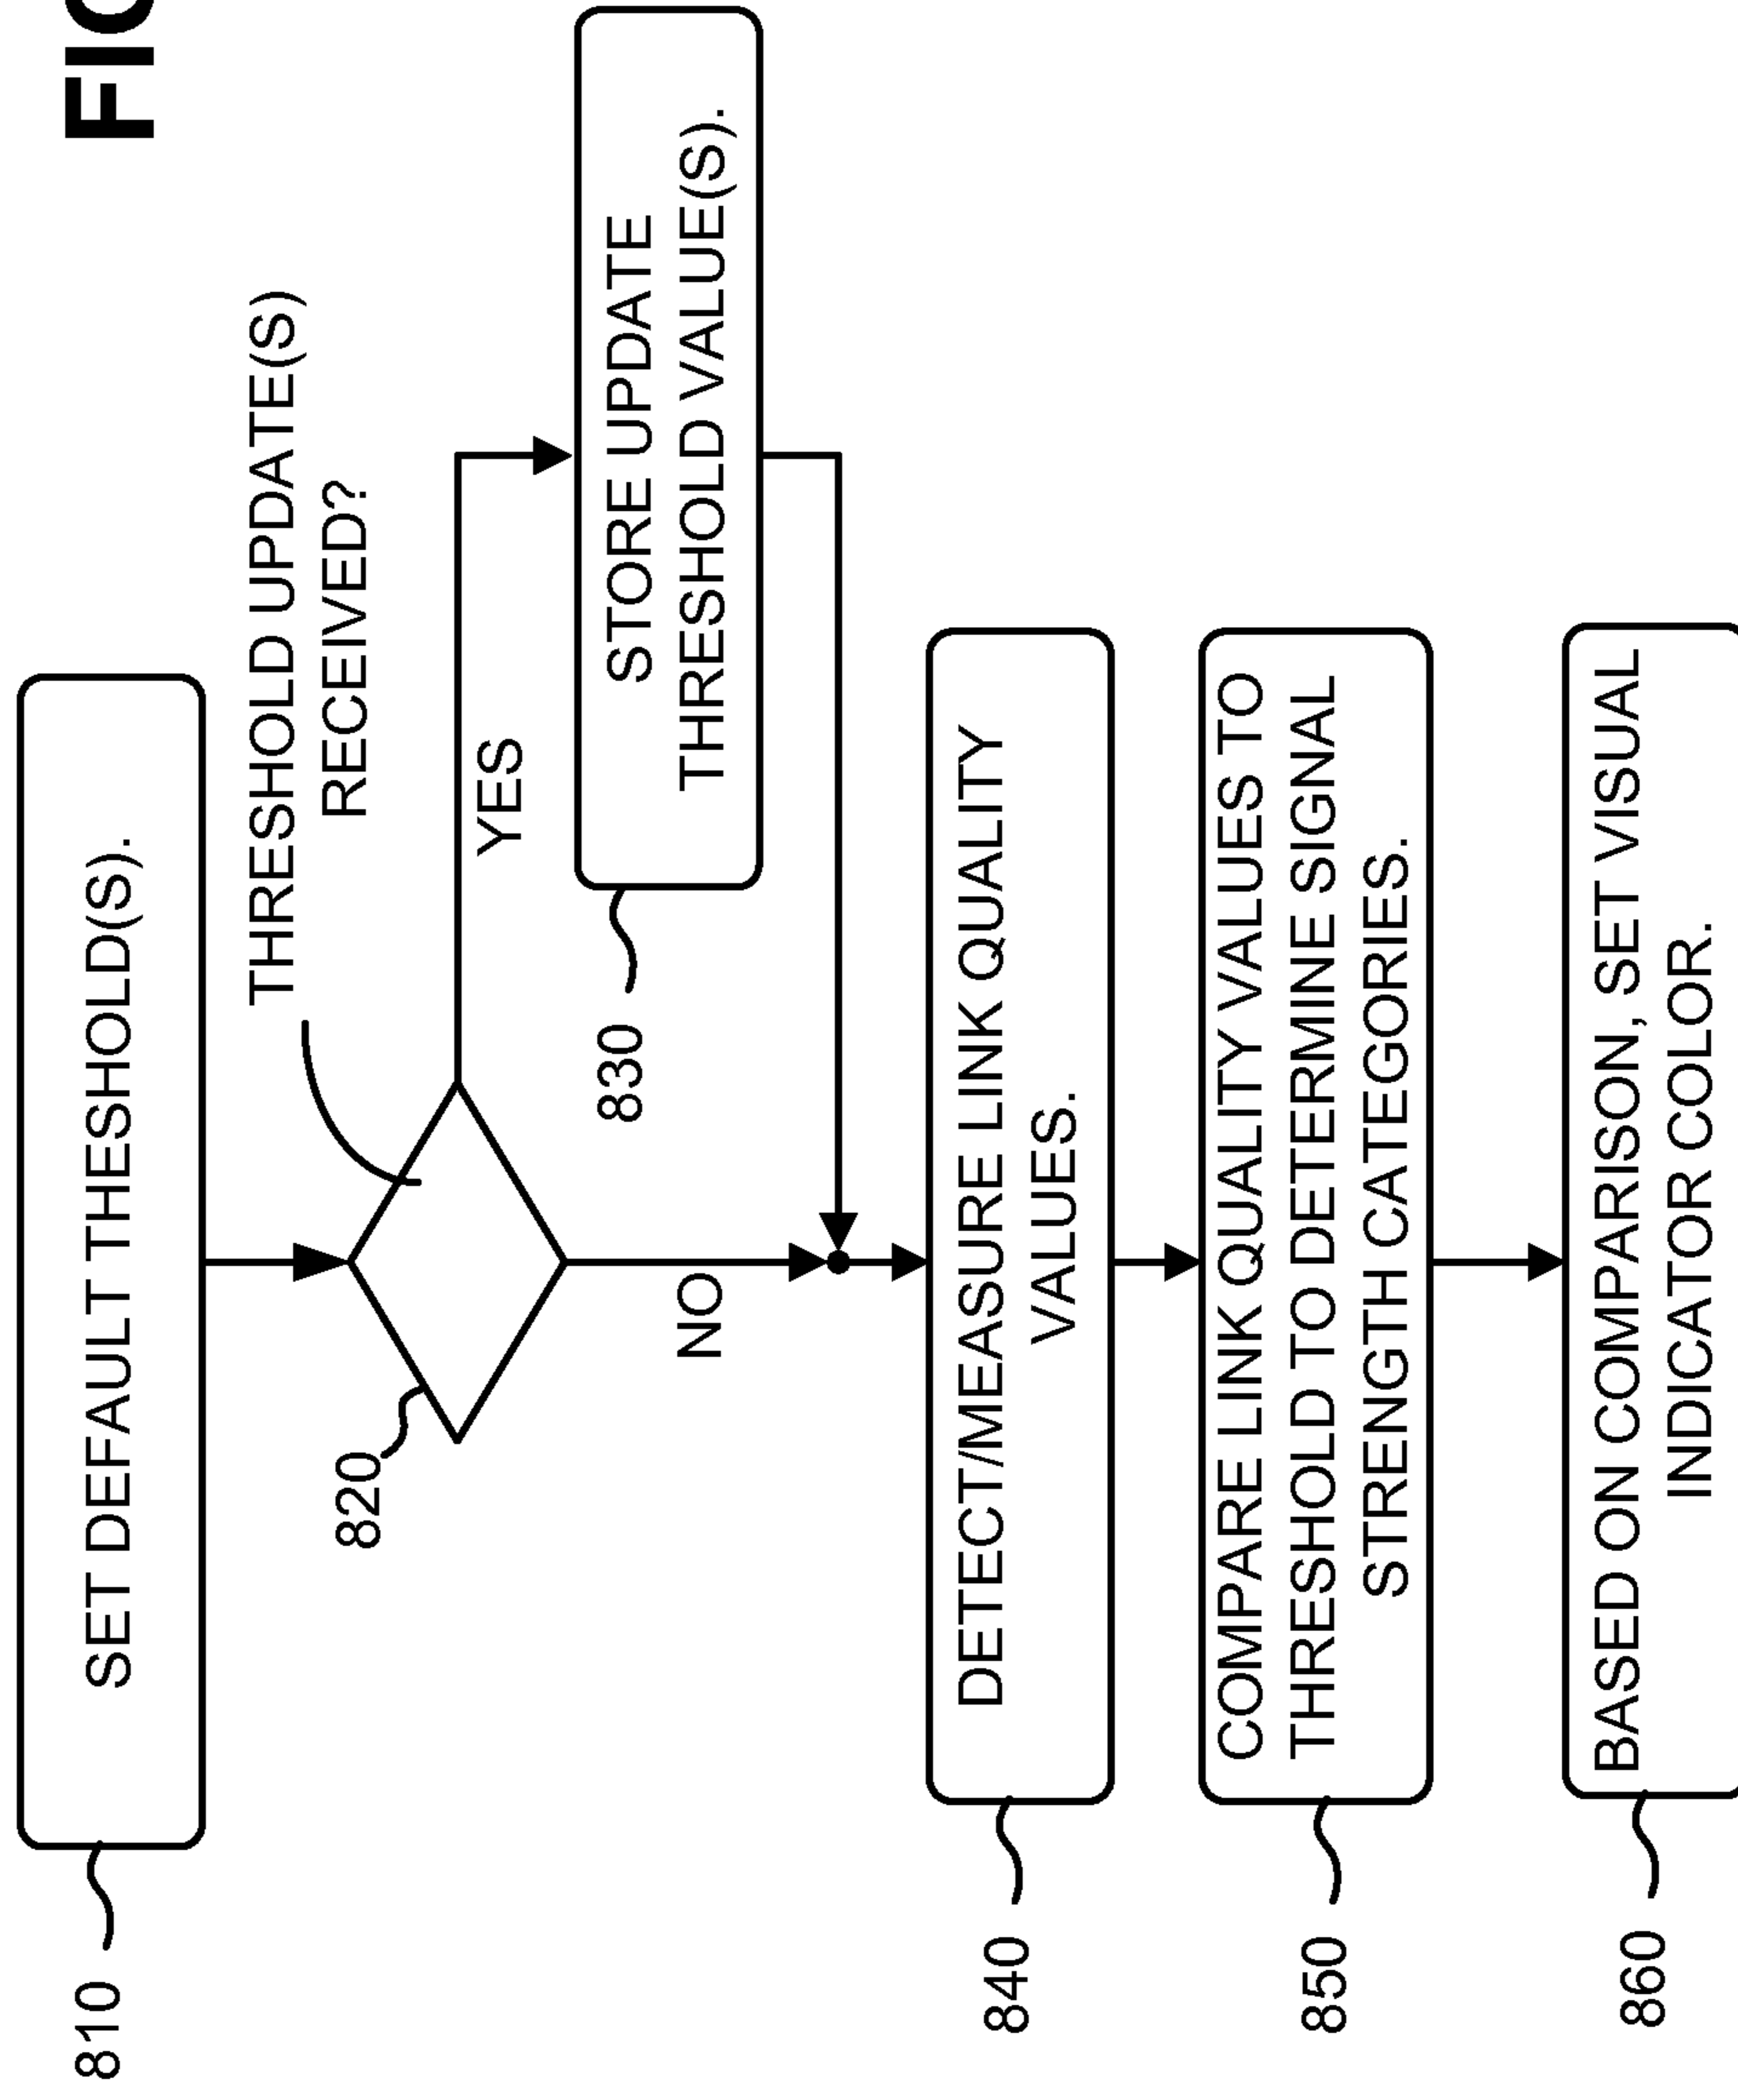 FIG
810
SET DEFAULT THESHOLD(S).
THRESHOLD UPDATE(S)
RECEIVED?
820
YES
830
STORE UPDATE
THRESHOLD VALUE(S).
NO
840
DETECT/MEASURE LINK QUALITY
VALUES.
850
COMPARE LINK QUALITY VALUES TO
THRESHOLD TO DETERMINE SIGNAL
STRENGTH CATEGORIES.
860
BASED ON COMPARISON, SET VISUAL
INDICATOR COLOR.